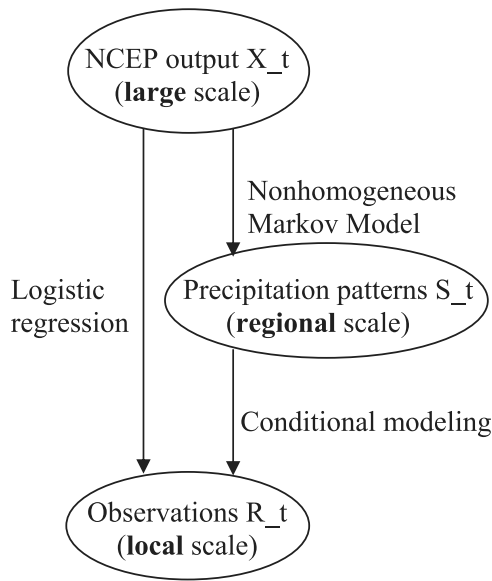 NCEP output X_t
(large scale)
Nonhomogeneous
Markov Model
Precipitation patterns S_t
(regional scale)
Logistic
regression
Conditional modeling
Observations R_t
(local scale)